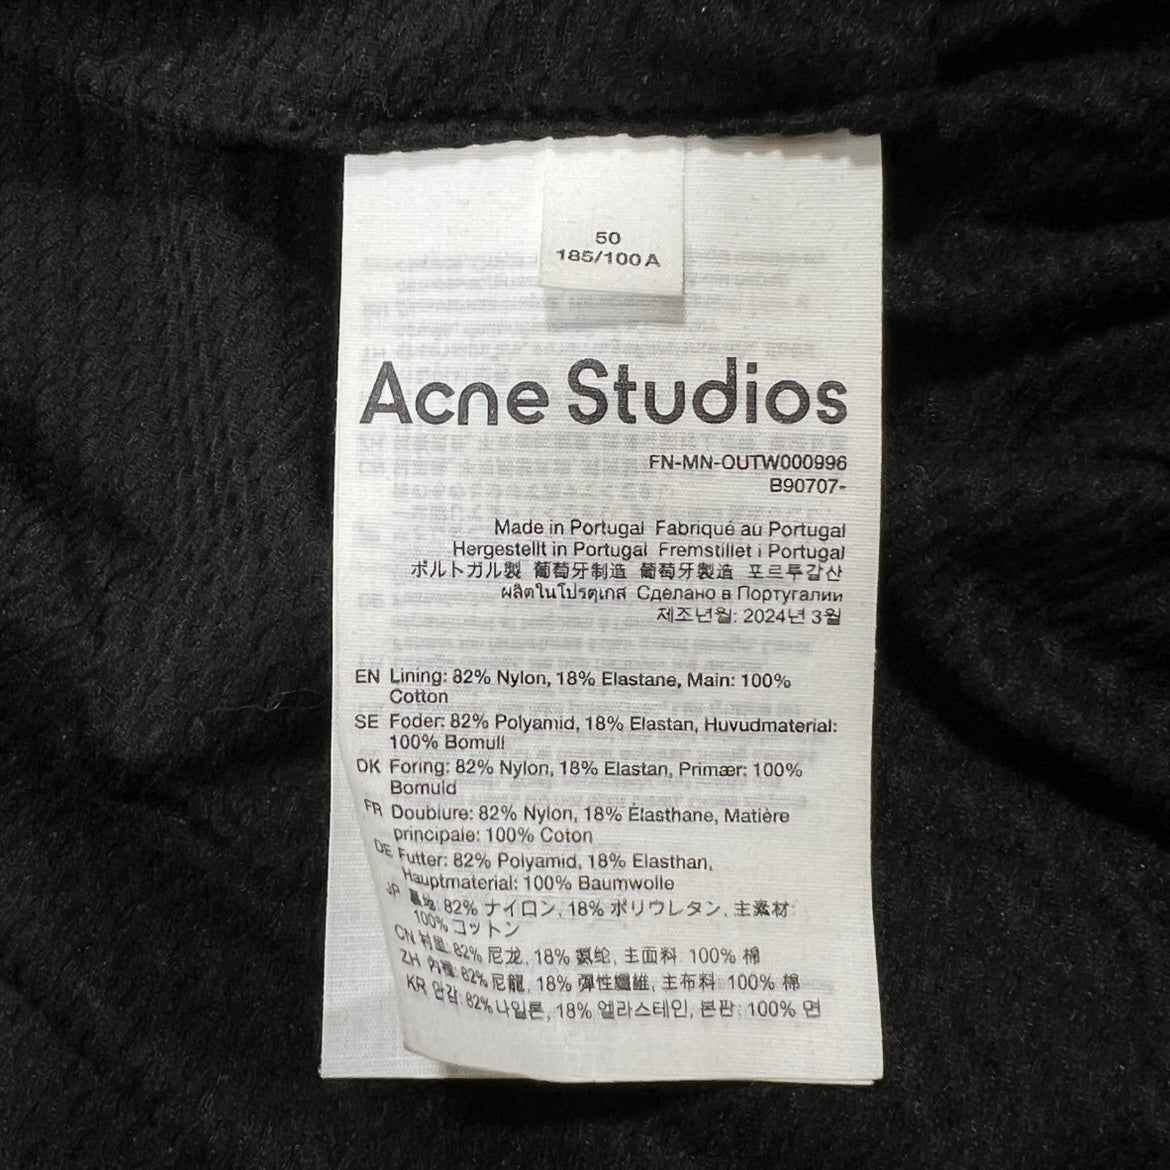 50
185/100A
Acne Studios
FN-MN-OUTW000996
B90707-
Made in Portugal Fabriqué au Portugal
Hergestellt in Portugal Fremstillet i Portugal
ポルトガル製 葡萄牙制造 葡萄牙製造 포르투갈산
ผลิตในโปรตุเกส Сделано в Португалии
제조년월: 2024년 3월
EN Lining: 82% Nylon, 18% Elastane, Main: 100%
Cotton
SE Foder: 82% Polyamid, 18% Elastan, Huvudmaterial:
100% Bomull
DK Foring: 82% Nylon, 18% Elastan, Primær: 100%
Bomuld
FR Doublure: 82% Nylon, 18% Élasthane, Matière
principale: 100% Coton
DE Futter: 82% Polyamid, 18% Elasthan,
Hauptmaterial: 100% Baumwolle
JP 裏地: 82% ナイロン, 18% ポリウレタン, 主素材:
100% コットン
CN 衬里: 82% 尼龙, 18% 氨纶, 主面料: 100% 棉
ZH 內裡: 82% 尼龍, 18% 彈性纖維, 主布料: 100% 棉
KR 안감: 82% 나일론, 18% 엘라스테인, 본판: 100% 면